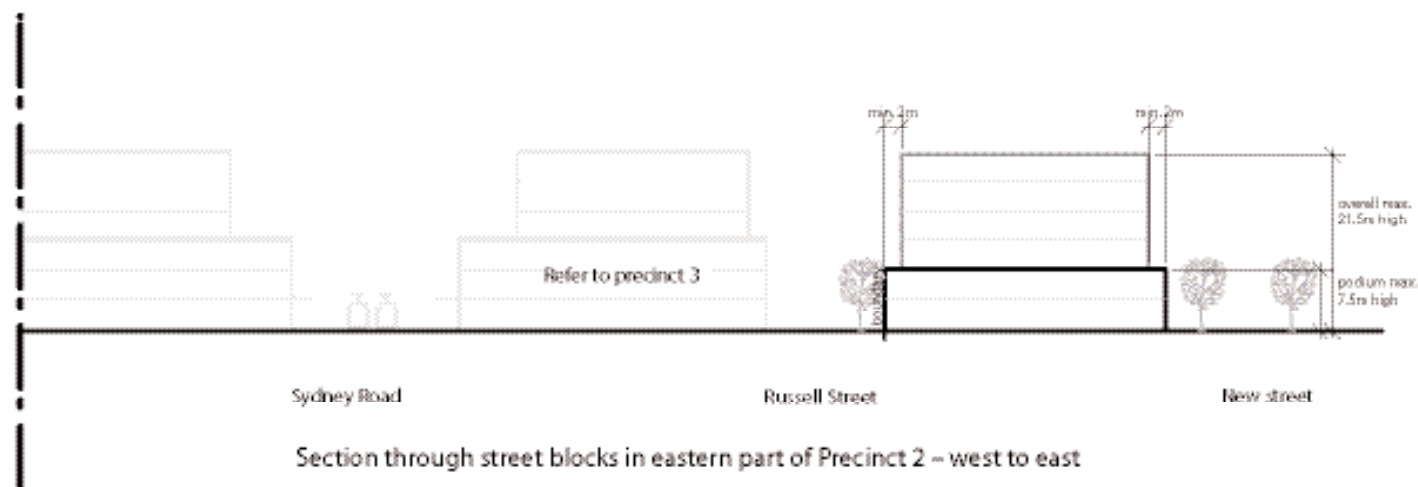 min. 2m
min. 2m
overall max.
21.5m high
Refer to precinct 3
boundary
podium max.
7.5m high
Sydney Road
Russell Street
New street
Section through street blocks in eastern part of Precinct 2 – west to east